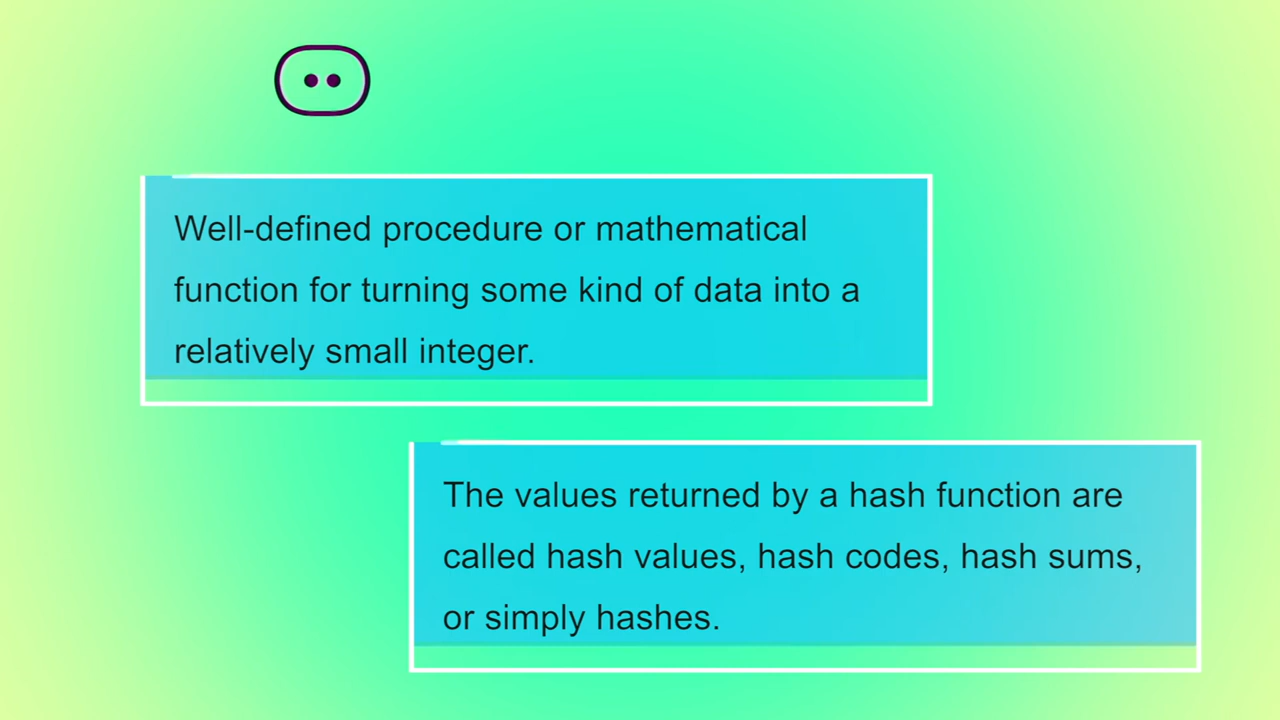 Well-defined procedure or mathematical
function for turning some kind of data into a
relatively small integer.
The values returned by a hash function are
called hash values, hash codes, hash sums,
or simply hashes.